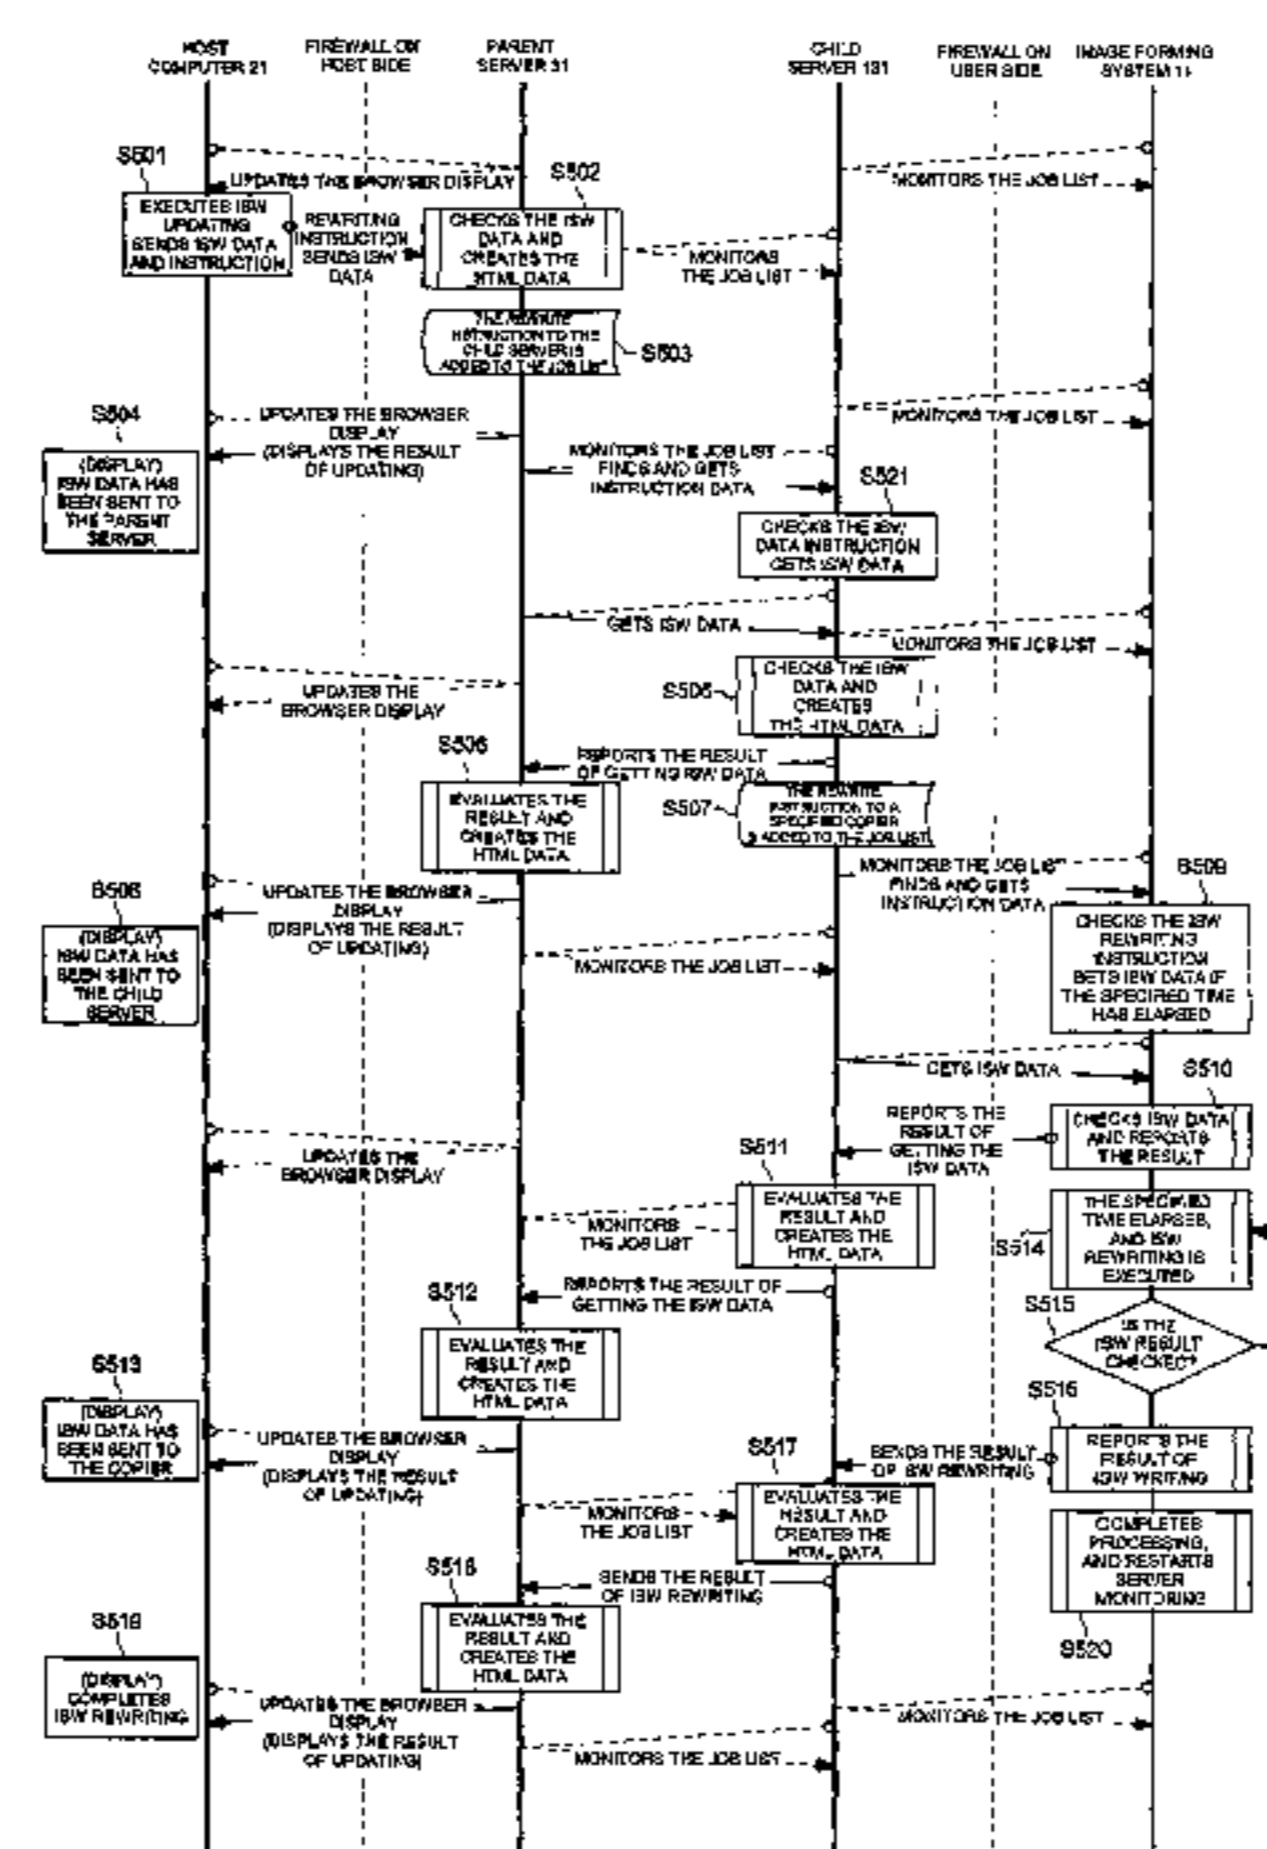 HOST
COMPUTER 21
FIREWALL ON
HOST SIDE
PARENT
SERVER 31
CHILD
SERVER 131
FIREWALL ON
USER SIDE
IMAGE FORMING
SYSTEM 11
S501
UPDATES THE BROWSER DISPLAY
S502
MONITORS THE JOB LIST
EXECUTES ISW
UPDATING
SENDS ISW DATA
AND INSTRUCTION
REWRITING
INSTRUCTION
SENDS ISW
DATA
CHECKS THE ISW
DATA AND
CREATES THE
HTML DATA
MONITORS
THE JOB LIST
THE REWRITE
INSTRUCTION TO THE
CHILD SERVER IS
ADDED TO THE JOB LIST
S503
S504
UPDATES THE BROWSER
DISPLAY
(DISPLAYS THE RESULT
OF UPDATING)
MONITORS THE JOB LIST
(DISPLAY)
ISW DATA HAS
BEEN SENT TO
THE PARENT
SERVER
MONITORS THE JOB LIST
FINDS AND GETS
INSTRUCTION DATA
S521
CHECKS THE ISW
DATA INSTRUCTION
GETS ISW DATA
GETS ISW DATA
MONITORS THE JOB LIST
UPDATES THE
BROWSER DISPLAY
S505
CHECKS THE ISW
DATA AND
CREATES
THE HTML DATA
S506
REPORTS THE RESULT
OF GETTING ISW DATA
EVALUATES THE
RESULT AND
CREATES THE
HTML DATA
S507
THE REWRITE
INSTRUCTION TO A
SPECIFIED COPIER
IS ADDED TO THE JOB LIST
S508
UPDATES THE BROWSER
DISPLAY
(DISPLAYS THE RESULT
OF UPDATING)
MONITORS THE JOB LIST
FINDS AND GETS
INSTRUCTION DATA
S509
(DISPLAY)
ISW DATA HAS
BEEN SENT TO
THE CHILD
SERVER
MONITORS THE JOB LIST
CHECKS THE ISW
REWRITING
INSTRUCTION
GETS ISW DATA IF
THE SPECIFIED TIME
HAS ELAPSED
GETS ISW DATA
S510
UPDATES THE
BROWSER DISPLAY
REPORTS THE
RESULT OF
GETTING THE
ISW DATA
CHECKS ISW DATA
AND REPORTS
THE RESULT
S511
MONITORS
THE JOB LIST
EVALUATES THE
RESULT AND
CREATES THE
HTML DATA
S514
THE SPECIFIED
TIME ELAPSES,
AND ISW
REWRITING IS
EXECUTED
S512
REPORTS THE RESULT OF
GETTING THE ISW DATA
S515
IS THE
ISW RESULT
CHECKED?
EVALUATES THE
RESULT AND
CREATES THE
HTML DATA
S513
(DISPLAY)
ISW DATA HAS
BEEN SENT TO
THE COPIER
UPDATES THE BROWSER
DISPLAY
(DISPLAYS THE RESULT
OF UPDATING)
S516
S517
SENDS THE RESULT
OF ISW REWRITING
REPORTS THE
RESULT OF
ISW WRITING
MONITORS
THE JOB LIST
EVALUATES THE
RESULT AND
CREATES THE
HTML DATA
COMPLETES
PROCESSING,
AND RESTARTS
SERVER
MONITORING
S518
SENDS THE RESULT
OF ISW REWRITING
S519
EVALUATES THE
RESULT AND
CREATES THE
HTML DATA
S520
(DISPLAY)
COMPLETES
ISW REWRITING
UPDATES THE BROWSER
DISPLAY
(DISPLAYS THE RESULT
OF UPDATING)
MONITORS THE JOB LIST
MONITORS THE JOB LIST